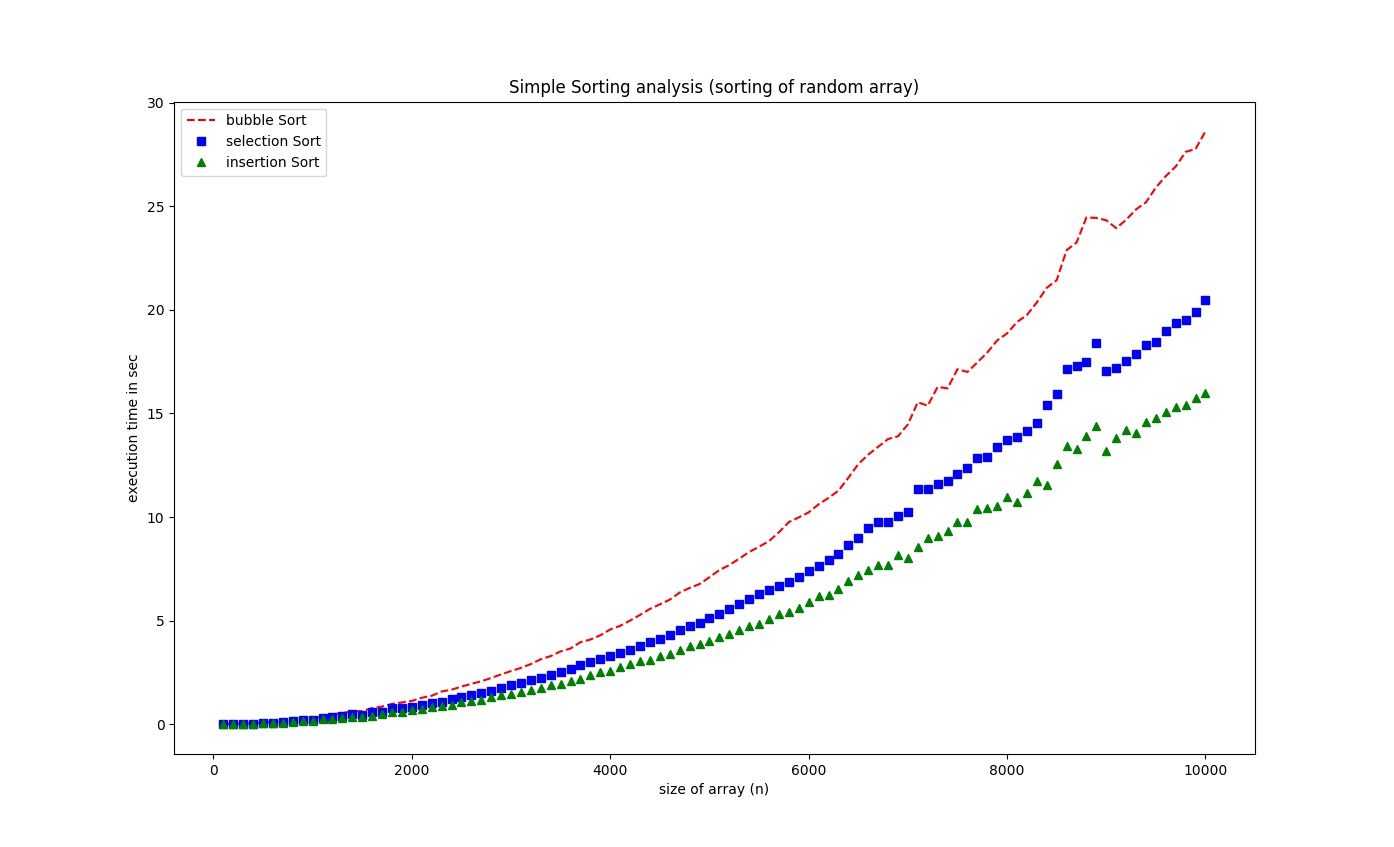 Simple Sorting analysis (sorting of random array)
bubble Sort
selection Sort
insertion Sort
execution time in sec
30
25
20
15
10
5
0
0 2000 4000 6000 8000 10000
size of array (n)